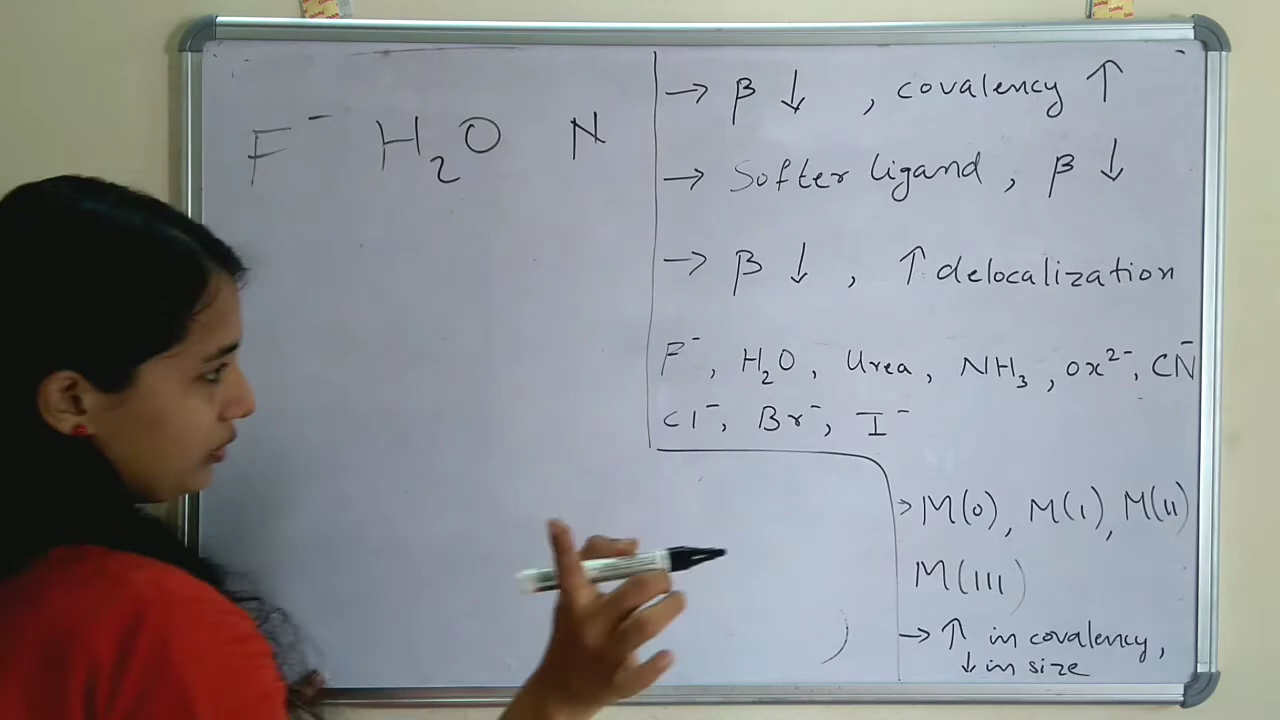 F⁻ H₂O N
→ β ↓ , covalency ↑
→ Softer ligand, β ↓
→ β ↓ , ↑ delocalization
F⁻, H₂O, Urea, NH₃, ox²⁻, CN⁻
Cl⁻, Br⁻, I⁻
→ M(0), M(I), M(II)
M(III)
→ ↑ in covalency,
↓ in size